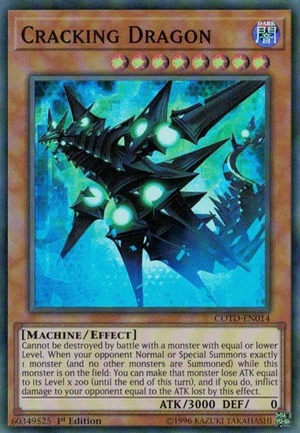 CRACKING DRAGON
DARK
闇
COTD-EN014
[MACHINE/EFFECT]
Cannot be destroyed by battle with a monster with equal or lower
Level. When your opponent Normal or Special Summons exactly
1 monster (and no other monsters are Summoned) while this
monster is on the field: You can make that monster lose ATK equal
to its Level x 200 (until the end of this turn), and if you do, inflict
damage to your opponent equal to the ATK lost by this effect.
ATK/3000 DEF/ 0
60349525 1st Edition ©1996 KAZUKI TAKAHASHI